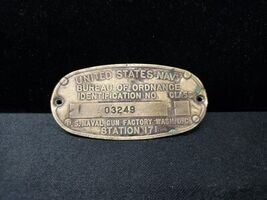 UNITED STATES NAVY
BUREAU OF ORDNANCE
IDENTIFICATION NO. CLASS
03249
U.S. NAVAL GUN FACTORY WASH. D.C.
STATION 171